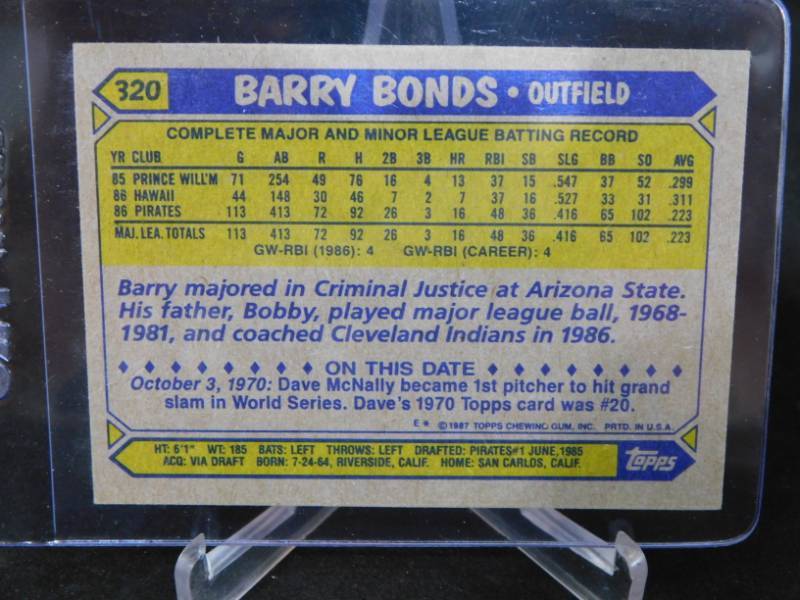 320 BARRY BONDS • OUTFIELD
COMPLETE MAJOR AND MINOR LEAGUE BATTING RECORD
YR CLUB G AB R H 2B 3B HR RBI SB SLG BB SO AVG
85 PRINCE WILL'M 71 254 49 76 16 4 13 37 15 .547 37 52 .299
86 HAWAII 44 148 30 46 7 2 7 37 16 .527 33 31 .311
86 PIRATES 113 413 72 92 26 3 16 48 36 .416 65 102 .223
MAJ. LEA. TOTALS 113 413 72 92 26 3 16 48 36 .416 65 102 .223
GW-RBI (1986): 4 GW-RBI (CAREER): 4
Barry majored in Criminal Justice at Arizona State.
His father, Bobby, played major league ball, 1968-
1981, and coached Cleveland Indians in 1986.
♦ ♦ ♦ ♦ ♦ ♦ ♦ ♦ ON THIS DATE ♦ ♦ ♦ ♦ ♦ ♦ ♦ ♦
October 3, 1970: Dave McNally became 1st pitcher to hit grand
slam in World Series. Dave's 1970 Topps card was #20.
E* ©1987 TOPPS CHEWING GUM, INC. PRTD. IN U.S.A.
HT: 6'1" WT: 185 BATS: LEFT THROWS: LEFT DRAFTED: PIRATES#1 JUNE,1985
ACQ: VIA DRAFT BORN: 7-24-64, RIVERSIDE, CALIF. HOME: SAN CARLOS, CALIF.
topps